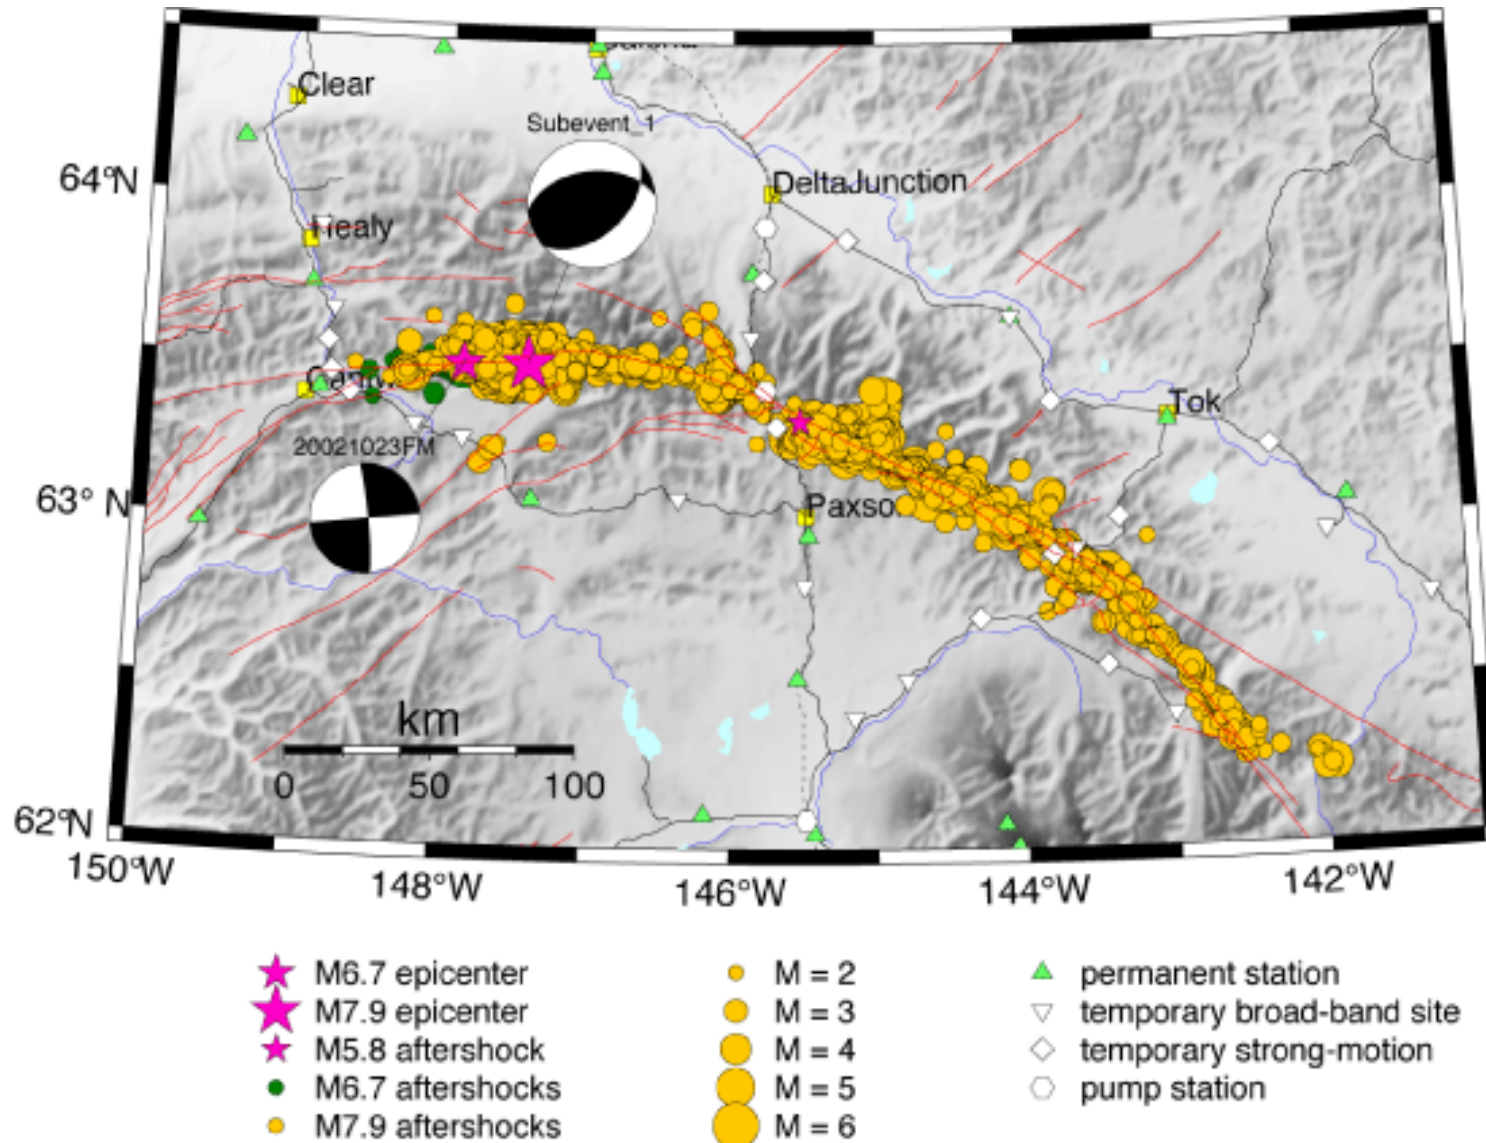 Clear
Subevent_1
64°N
DeltaJunction
Healy
Tok
20021023FM
63° N
Paxso
km
0 50 100
62°N
150°W 148°W 146°W 144°W 142°W
M6.7 epicenter
M7.9 epicenter
M5.8 aftershock
M6.7 aftershocks
M7.9 aftershocks
M = 2
M = 3
M = 4
M = 5
M = 6
permanent station
temporary broad-band site
temporary strong-motion
pump station